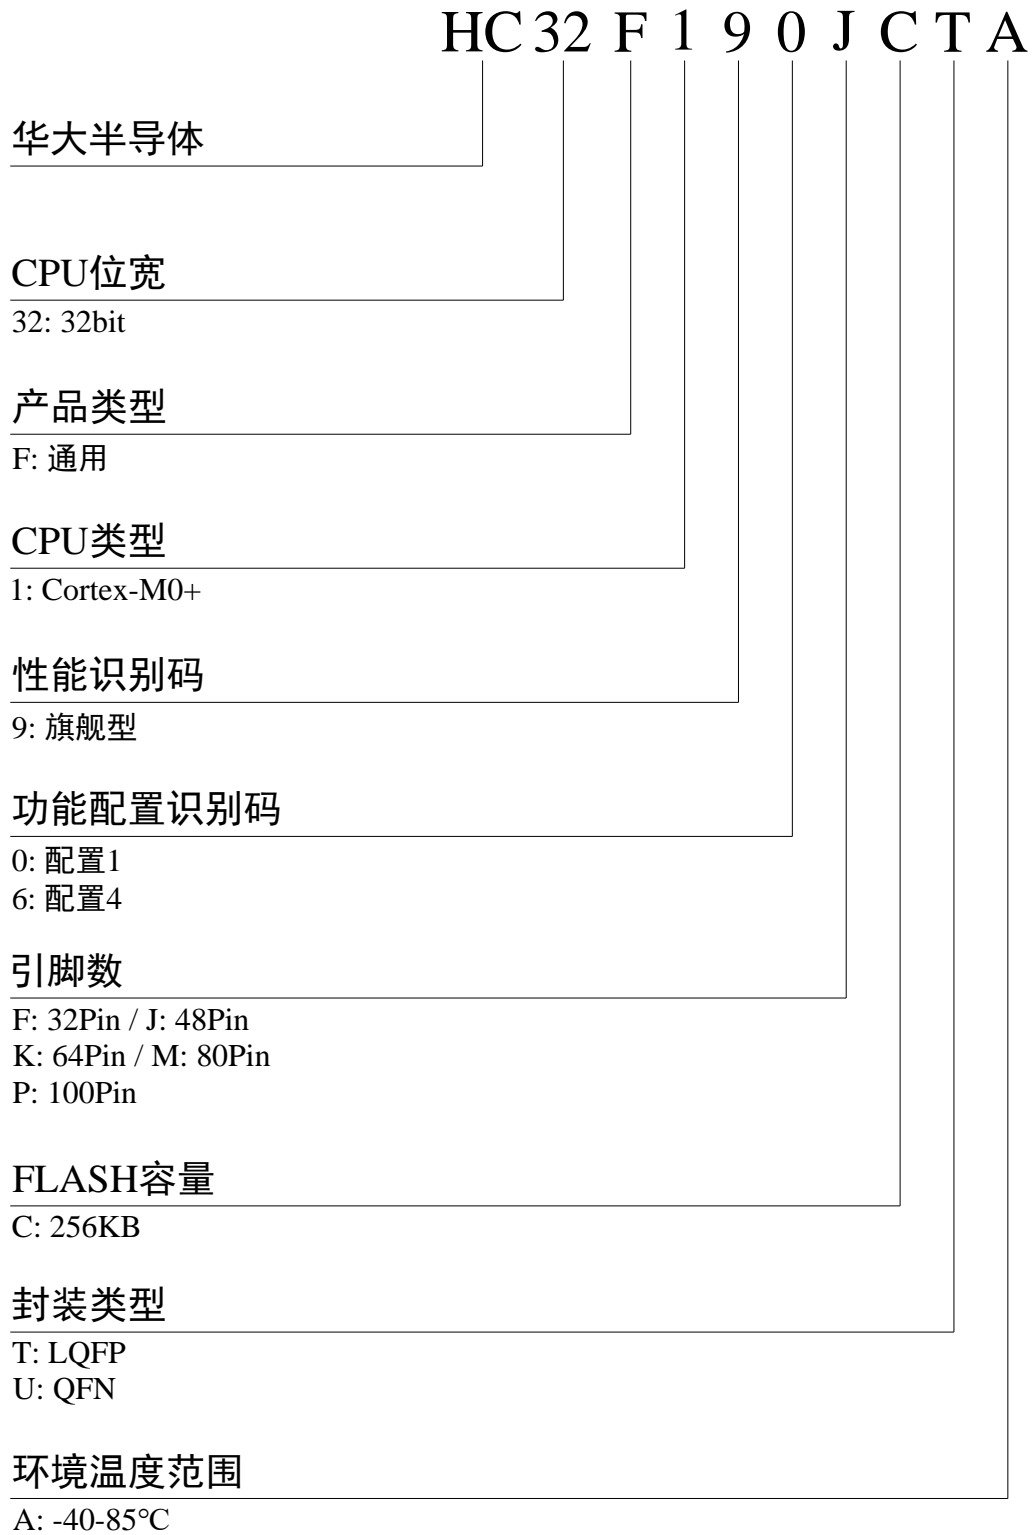 HC32 F 1 9 0 J C T A
华大半导体
CPU位宽
32: 32bit
产品类型
F: 通用
CPU类型
1: Cortex-M0+
性能识别码
9: 旗舰型
功能配置识别码
0: 配置1
6: 配置4
引脚数
F: 32Pin / J: 48Pin
K: 64Pin / M: 80Pin
P: 100Pin
FLASH容量
C: 256KB
封装类型
T: LQFP
U: QFN
环境温度范围
A: -40-85℃